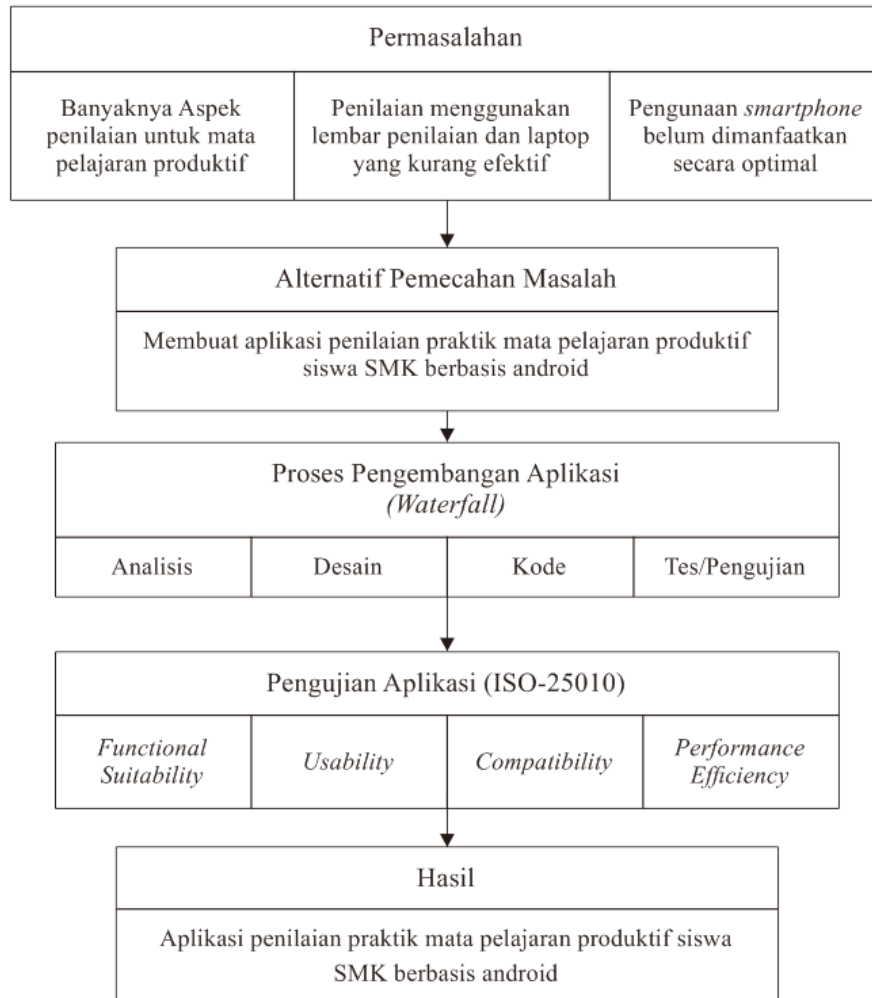 Permasalahan
Banyaknya Aspek
penilaian untuk mata
pelajaran produktif
Penilaian menggunakan
lembar penilaian dan laptop
yang kurang efektif
Pengunaan smartphone
belum dimanfaatkan
secara optimal
Alternatif Pemecahan Masalah
Membuat aplikasi penilaian praktik mata pelajaran produktif
siswa SMK berbasis android
Proses Pengembangan Aplikasi
(Waterfall)
Analisis
Desain
Kode
Tes/Pengujian
Pengujian Aplikasi (ISO-25010)
Functional
Suitability
Usability
Compatibility
Performance
Efficiency
Hasil
Aplikasi penilaian praktik mata pelajaran produktif siswa
SMK berbasis android